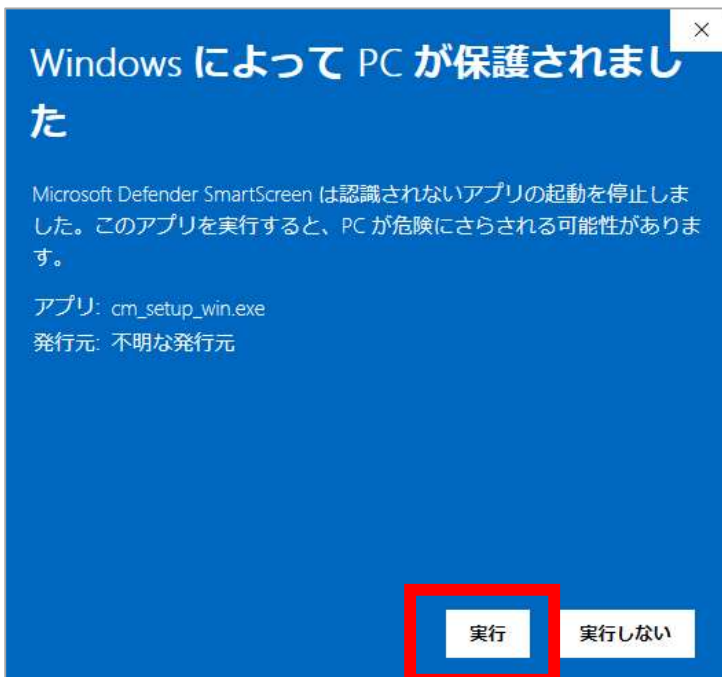 Windows によって PC が保護されまし
た
Microsoft Defender SmartScreen は認識されないアプリの起動を停止しま
した。このアプリを実行すると、PC が危険にさらされる可能性がありま
す。
アプリ: cm_setup_win.exe
発行元: 不明な発行元
実行 実行しない